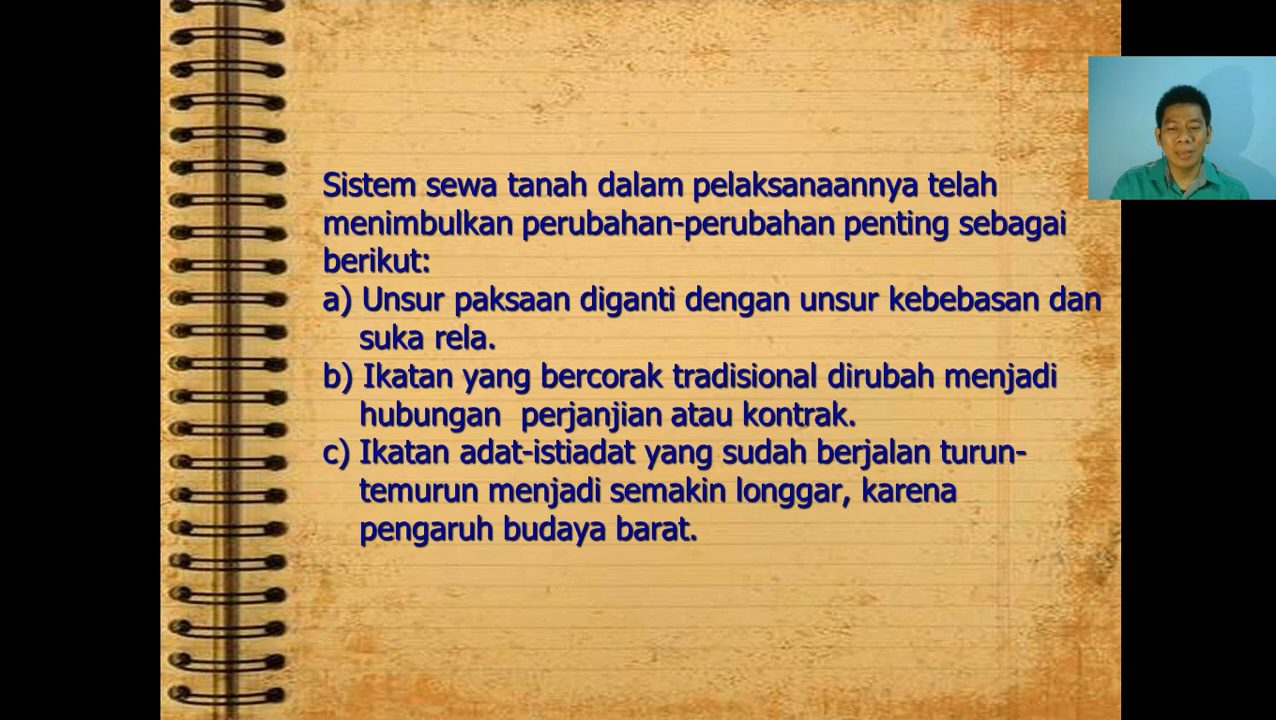 Sistem sewa tanah dalam pelaksanaannya telah
menimbulkan perubahan-perubahan penting sebagai
berikut:
a) Unsur paksaan diganti dengan unsur kebebasan dan
suka rela.
b) Ikatan yang bercorak tradisional dirubah menjadi
hubungan perjanjian atau kontrak.
c) Ikatan adat-istiadat yang sudah berjalan turun-
temurun menjadi semakin longgar, karena
pengaruh budaya barat.